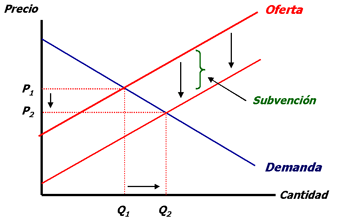 Precio
Oferta
P1
P2
Subvención
Demanda
Cantidad
Q1
Q2